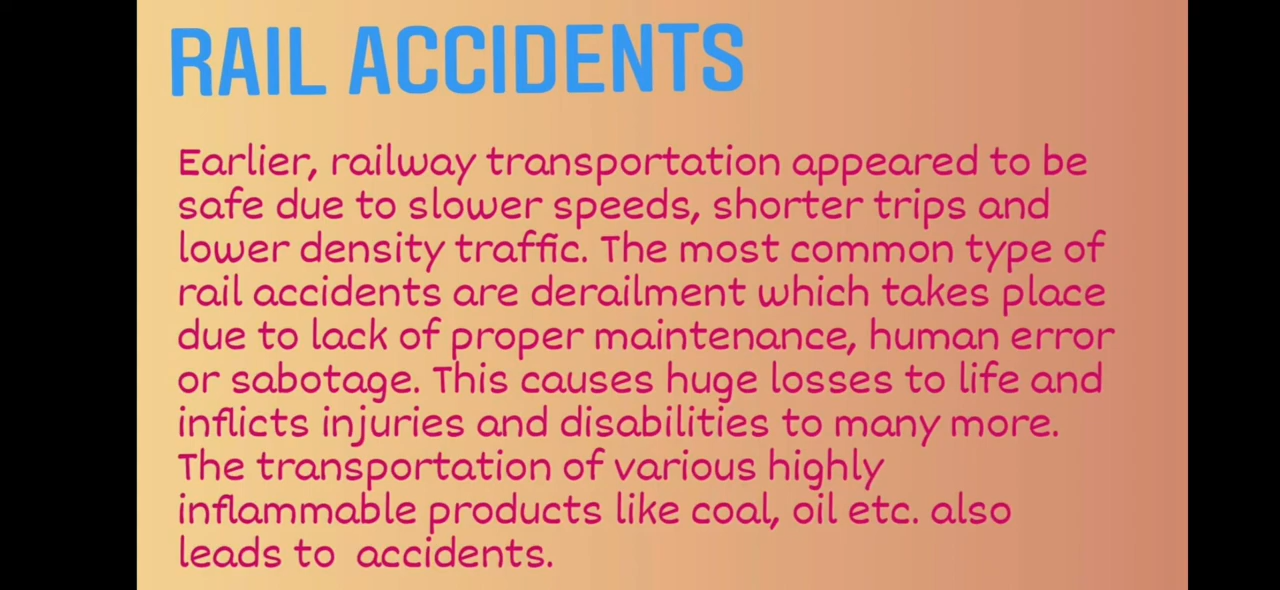 RAIL ACCIDENTS
Earlier, railway transportation appeared to be
safe due to slower speeds, shorter trips and
lower density traffic. The most common type of
rail accidents are derailment which takes place
due to lack of proper maintenance, human error
or sabotage. This causes huge losses to life and
inflicts injuries and disabilities to many more.
The transportation of various highly
inflammable products like coal, oil etc. also
leads to accidents.